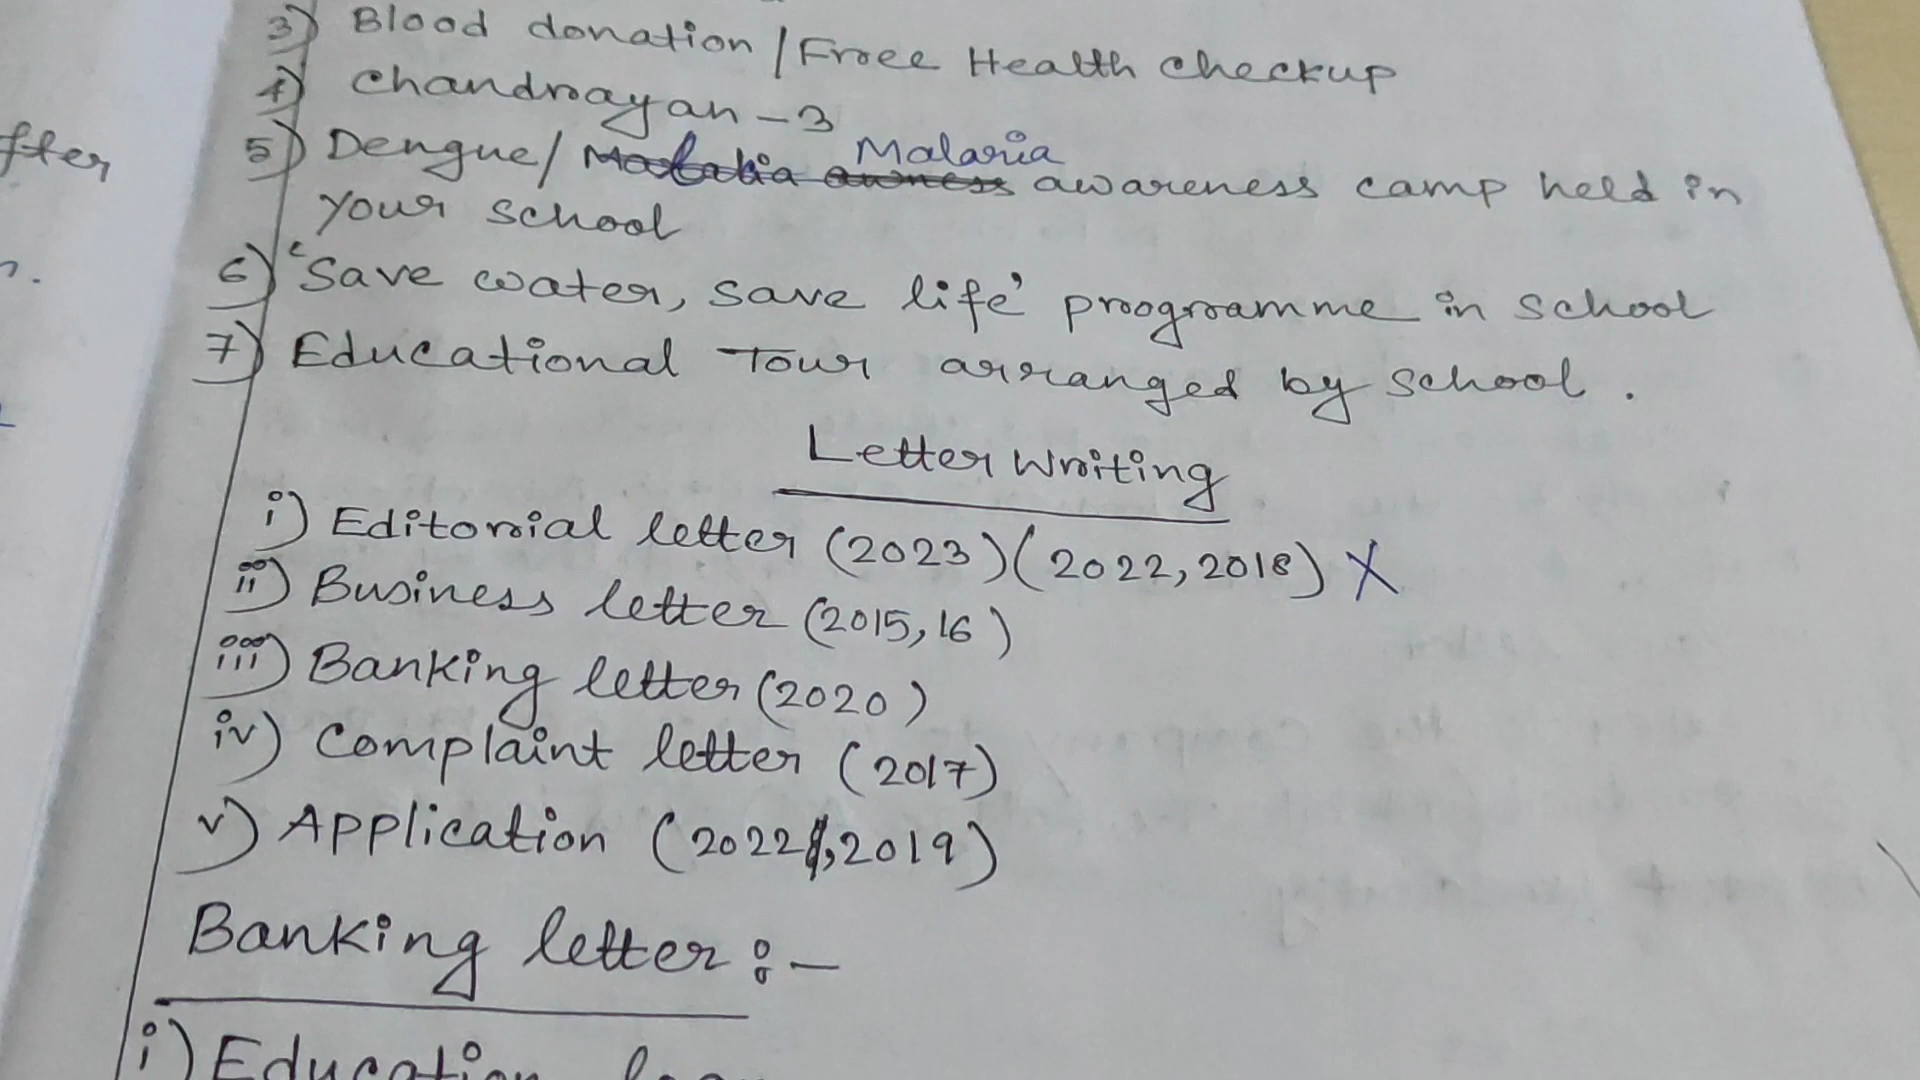 3) Blood donation / Free Health checkup
4) Chandrayan - 3
5) Dengue/ Malaria awareness camp held in
your school
6) 'Save water, save life' programme in school
7) Educational Tour arranged by school.
Letter Writing
i) Editorial letter (2023) (2022, 2018) X
ii) Business letter (2015, 16)
iii) Banking letter (2020)
iv) Complaint letter (2017)
v) Application (2022, 2019)
Banking letter :-
i) Education loan
ffer